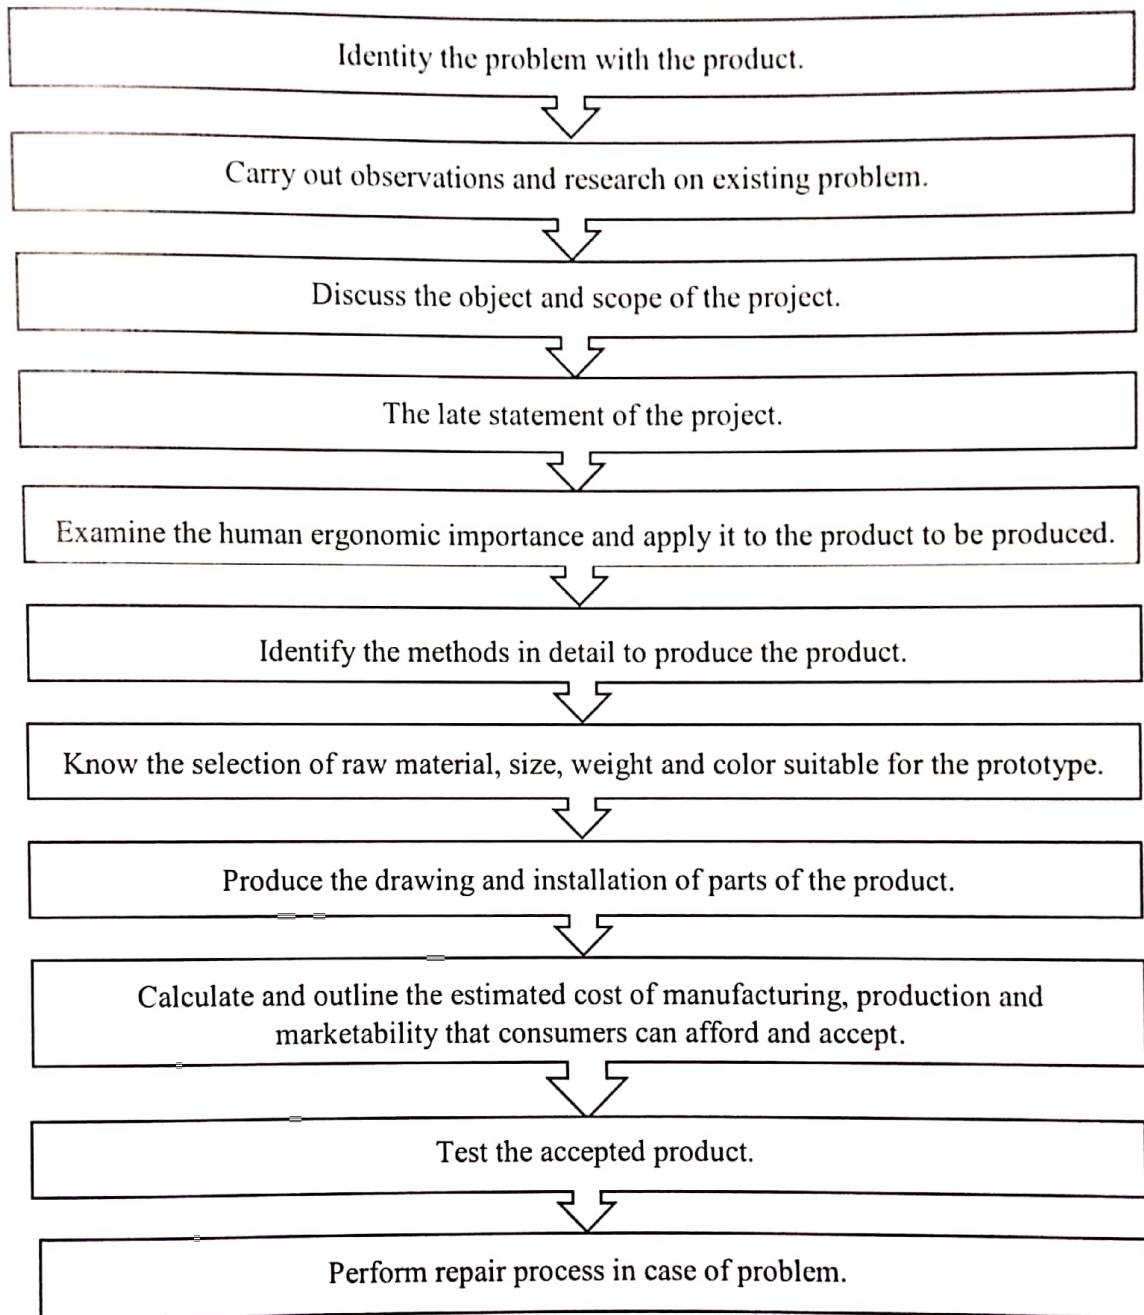 Identity the problem with the product.
Carry out observations and research on existing problem.
Discuss the object and scope of the project.
The late statement of the project.
Examine the human ergonomic importance and apply it to the product to be produced.
Identify the methods in detail to produce the product.
Know the selection of raw material, size, weight and color suitable for the prototype.
Produce the drawing and installation of parts of the product.
Calculate and outline the estimated cost of manufacturing, production and
marketability that consumers can afford and accept.
Test the accepted product.
Perform repair process in case of problem.